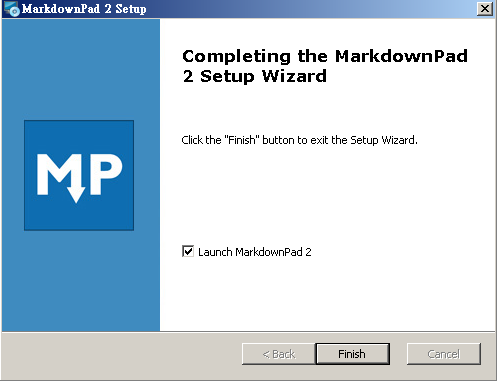 MarkdownPad 2 Setup
Completing the MarkdownPad
2 Setup Wizard
Click the "Finish" button to exit the Setup Wizard.
MP
Launch MarkdownPad 2
< Back
Finish
Cancel